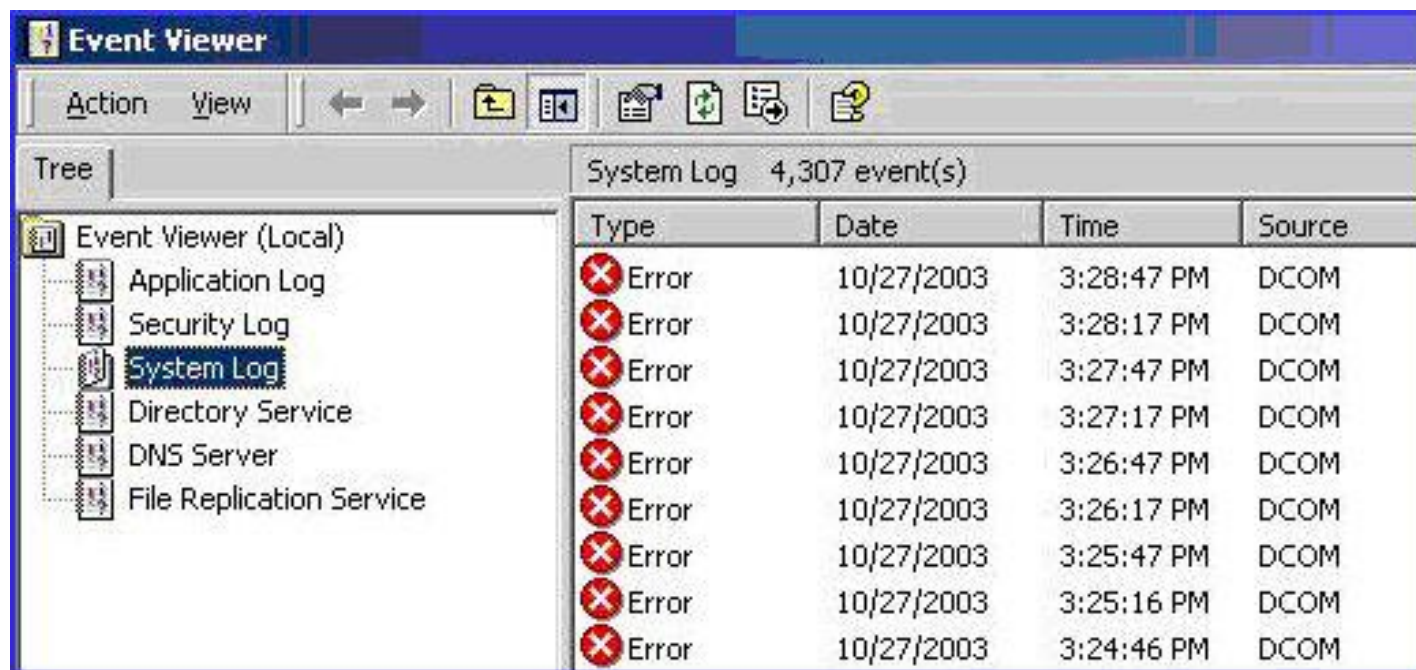 Event Viewer
Action View
Tree
System Log 4,307 event(s)
Event Viewer (Local)
Application Log
Security Log
System Log
Directory Service
DNS Server
File Replication Service
Type Date Time Source
Error 10/27/2003 3:28:47 PM DCOM
Error 10/27/2003 3:28:17 PM DCOM
Error 10/27/2003 3:27:47 PM DCOM
Error 10/27/2003 3:27:17 PM DCOM
Error 10/27/2003 3:26:47 PM DCOM
Error 10/27/2003 3:26:17 PM DCOM
Error 10/27/2003 3:25:47 PM DCOM
Error 10/27/2003 3:25:16 PM DCOM
Error 10/27/2003 3:24:46 PM DCOM